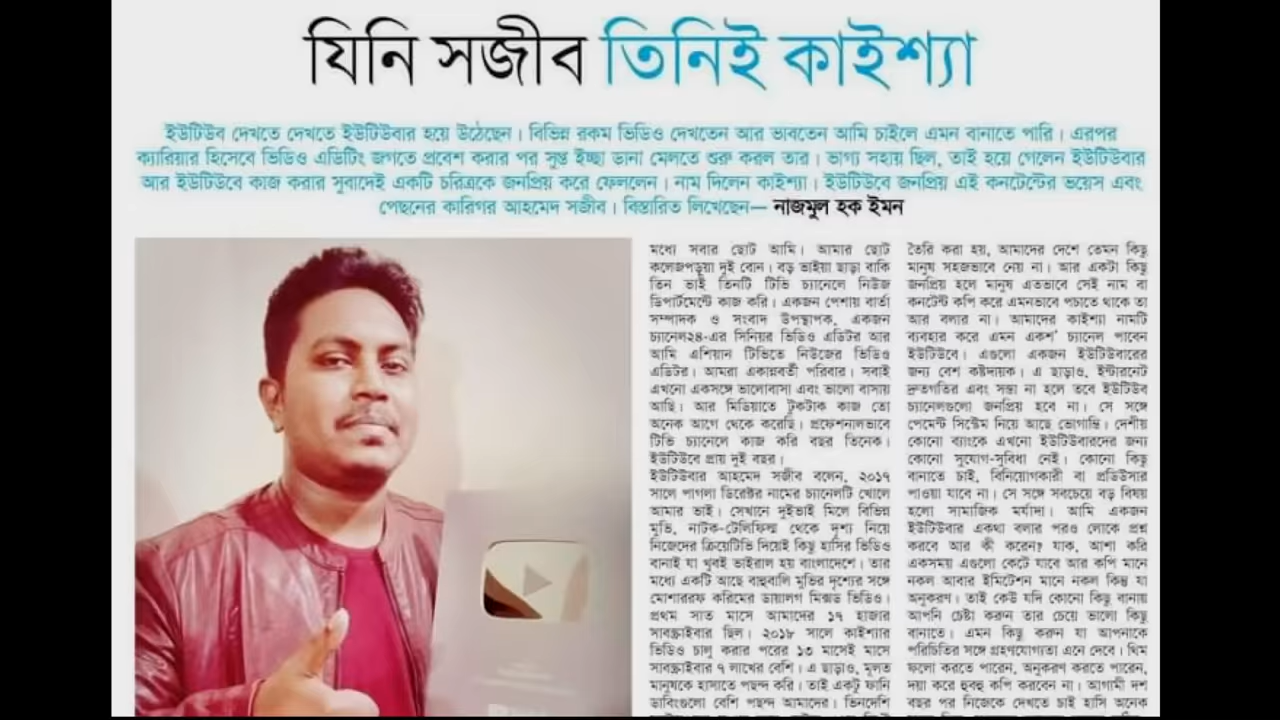 যিনি সজীব তিনিই কাইশ্যা
ইউটিউব দেখতে দেখতে ইউটিউবার হয়ে উঠেছেন। বিভিন্ন রকম ভিডিও দেখতেন আর ভাবতেন আমি চাইলে এমন বানাতে পারি। এরপর
ক্যারিয়ার হিসেবে ভিডিও এডিটিং জগতে প্রবেশ করার পর সুপ্ত ইচ্ছা ডানা মেলতে শুরু করল তার। ভাগ্য সহায় ছিল, তাই হয়ে গেলেন ইউটিউবার
আর ইউটিউবে কাজ করার সুবাদেই একটি চরিত্রকে জনপ্রিয় করে ফেললেন। নাম দিলেন কাইশ্যা। ইউটিউবে জনপ্রিয় এই কনটেন্টের ভয়েস এবং
পেছনের কারিগর আহমেদ সজীব। বিস্তারিত লিখেছেন— নাজমুল হক ইমন
মধ্যে সবার ছোট আমি। আমার ছোট
কলেজপড়ুয়া দুই বোন। বড় ভাইয়া ছাড়া বাকি
তিন ভাই তিনটি টিভি চ্যানেলে নিউজ
ডিপার্টমেন্টে কাজ করি। একজন পেশায় বার্তা
সম্পাদক ও সংবাদ উপস্থাপক, একজন
চ্যানেল২৪-এর সিনিয়র ভিডিও এডিটর আর
আমি এশিয়ান টিভিতে নিউজের ভিডিও
এডিটর। আমরা একান্নবর্তী পরিবার। সবাই
এখনো একসঙ্গে ভালোবাসা এবং ভালো বাসায়
আছি। আর মিডিয়াতে টুকটাক কাজ তো
অনেক আগে থেকে করেছি। প্রফেশনালভাবে
টিভি চ্যানেলে কাজ করি বছর তিনেক।
ইউটিউবে প্রায় দুই বছর।
ইউটিউবার আহমেদ সজীব বলেন, ২০১৭
সালে পাগলা ডিরেক্টর নামের চ্যানেলটি খোলে
আমার ভাই। সেখানে দুইভাই মিলে বিভিন্ন
মুভি, নাটক-টেলিফিল্ম থেকে দৃশ্য নিয়ে
নিজেদের ক্রিয়েটিভি দিয়েই কিছু হাসির ভিডিও
বানাই যা খুবই ভাইরাল হয় বাংলাদেশে। তার
মধ্যে একটি আছে বাহুবালি মুভির দৃশ্যের সঙ্গে
মোশাররফ করিমের ডায়ালগ মিক্সড ভিডিও।
প্রথম সাত মাসে আমাদের ১৭ হাজার
সাবস্ক্রাইবার ছিল। ২০১৮ সালে কাইশ্যার
ভিডিও চালু করার পরের ১৩ মাসেই মাসে
সাবস্ক্রাইবার ৭ লাখের বেশি। এ ছাড়াও, মূলত
মানুষকে হাসাতে পছন্দ করি। তাই একটু ফানি
ডাবিংগুলো বেশি পছন্দ আমাদের। ভিনদেশি
তৈরি করা হয়, আমাদের দেশে তেমন কিছু
মানুষ সহজভাবে নেয় না। আর একটা কিছু
জনপ্রিয় হলে মানুষ এতভাবে সেই নাম বা
কনটেন্ট কপি করে এমনভাবে পচাতে থাকে তা
আর বলার না। আমাদের কাইশ্যা নামটি
ব্যবহার করে এমন একশ’ চ্যানেল পাবেন
ইউটিউবে। এগুলো একজন ইউটিউবারের
জন্য বেশ কষ্টদায়ক। এ ছাড়াও, ইন্টারনেট
দ্রুতগতির এবং সস্তা না হলে তবে ইউটিউব
চ্যানেলগুলো জনপ্রিয় হবে না। সে সঙ্গে
পেমেন্ট সিস্টেম নিয়ে আছে ভোগান্তি। দেশীয়
কোনো ব্যাংকে এখনো ইউটিউবারদের জন্য
কোনো সুযোগ-সুবিধা নেই। কোনো কিছু
বানাতে চাই, বিনিয়োগকারী বা প্রডিউসার
পাওয়া যাবে না। সে সঙ্গে সবচেয়ে বড় বিষয়
হলো সামাজিক মর্যাদা। আমি একজন
ইউটিউবার একথা বলার পরও লোকে প্রশ্ন
করবে আর কী করেন? যাক, আশা করি
একসময় এগুলো কেটে যাবে আর কপি মানে
নকল আবার ইমিটেশন মানে নকল কিন্তু যা
অনুকরণ। তাই কেউ যদি কোনো কিছু বানায়
আপনি চেষ্টা করুন তার চেয়ে ভালো কিছু
বানাতে। এমন কিছু করুন যা আপনাকে
পরিচিতির সঙ্গে গ্রহণযোগ্যতা এনে দেবে। থিম
ফলো করতে পারেন, অনুকরণ করতে পারেন,
দয়া করে হুবহু কপি করবেন না। আগামী দশ
বছর পর নিজেকে দেখতে চাই হাসি অনেক